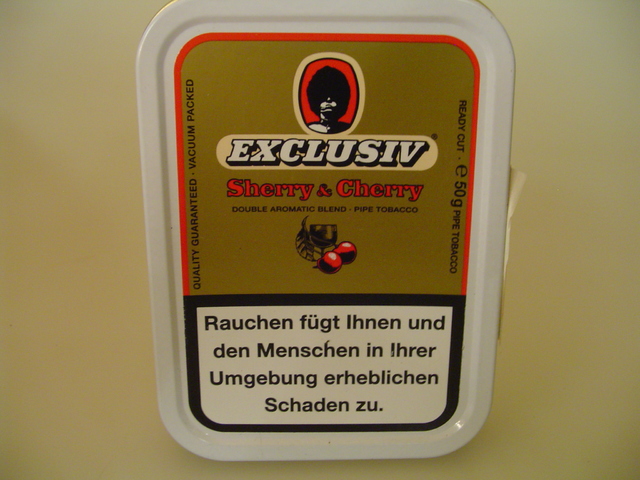 EXCLUSIV®
Sherry & Cherry
DOUBLE AROMATIC BLEND · PIPE TOBACCO
QUALITY GUARANTEED · VACUUM PACKED
READY CUT · ℮ 50g PIPE TOBACCO
Rauchen fügt Ihnen und
den Menschen in Ihrer
Umgebung erheblichen
Schaden zu.